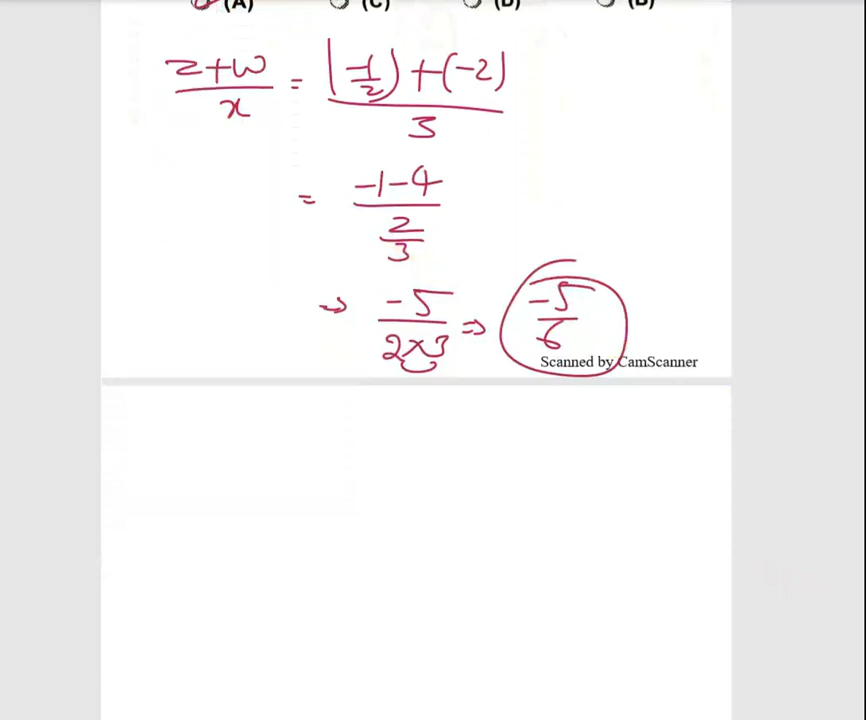 (A) (C) (D) (B)
z+w/x = (-1/2)+(-2)/3
= -1-4/2/3
→ -5/2×3 ⇒ -5/6
Scanned by CamScanner